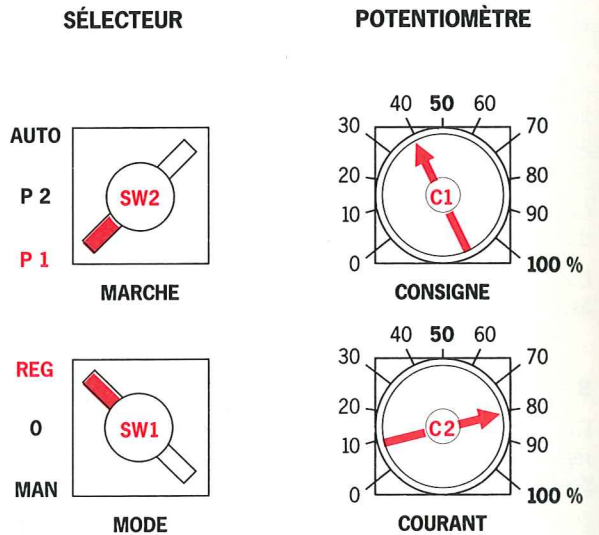 SÉLECTEUR
POTENTIOMÈTRE
AUTO
P 2
P 1
SW2
MARCHE
0
10
20
30
40
50
60
70
80
90
100 %
C1
CONSIGNE
REG
0
MAN
SW1
MODE
0
10
20
30
40
50
60
70
80
90
100 %
C2
COURANT